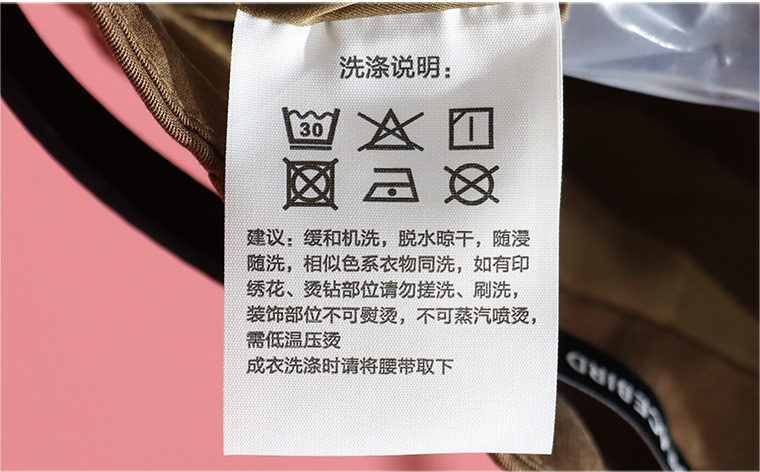 洗涤说明：
30
建议：缓和机洗，脱水晾干，随浸
随洗，相似色系衣物同洗，如有印
绣花、烫钻部位请勿搓洗、刷洗，
装饰部位不可熨烫，不可蒸汽喷烫，
需低温压烫
成衣洗涤时请将腰带取下
CEBIRD